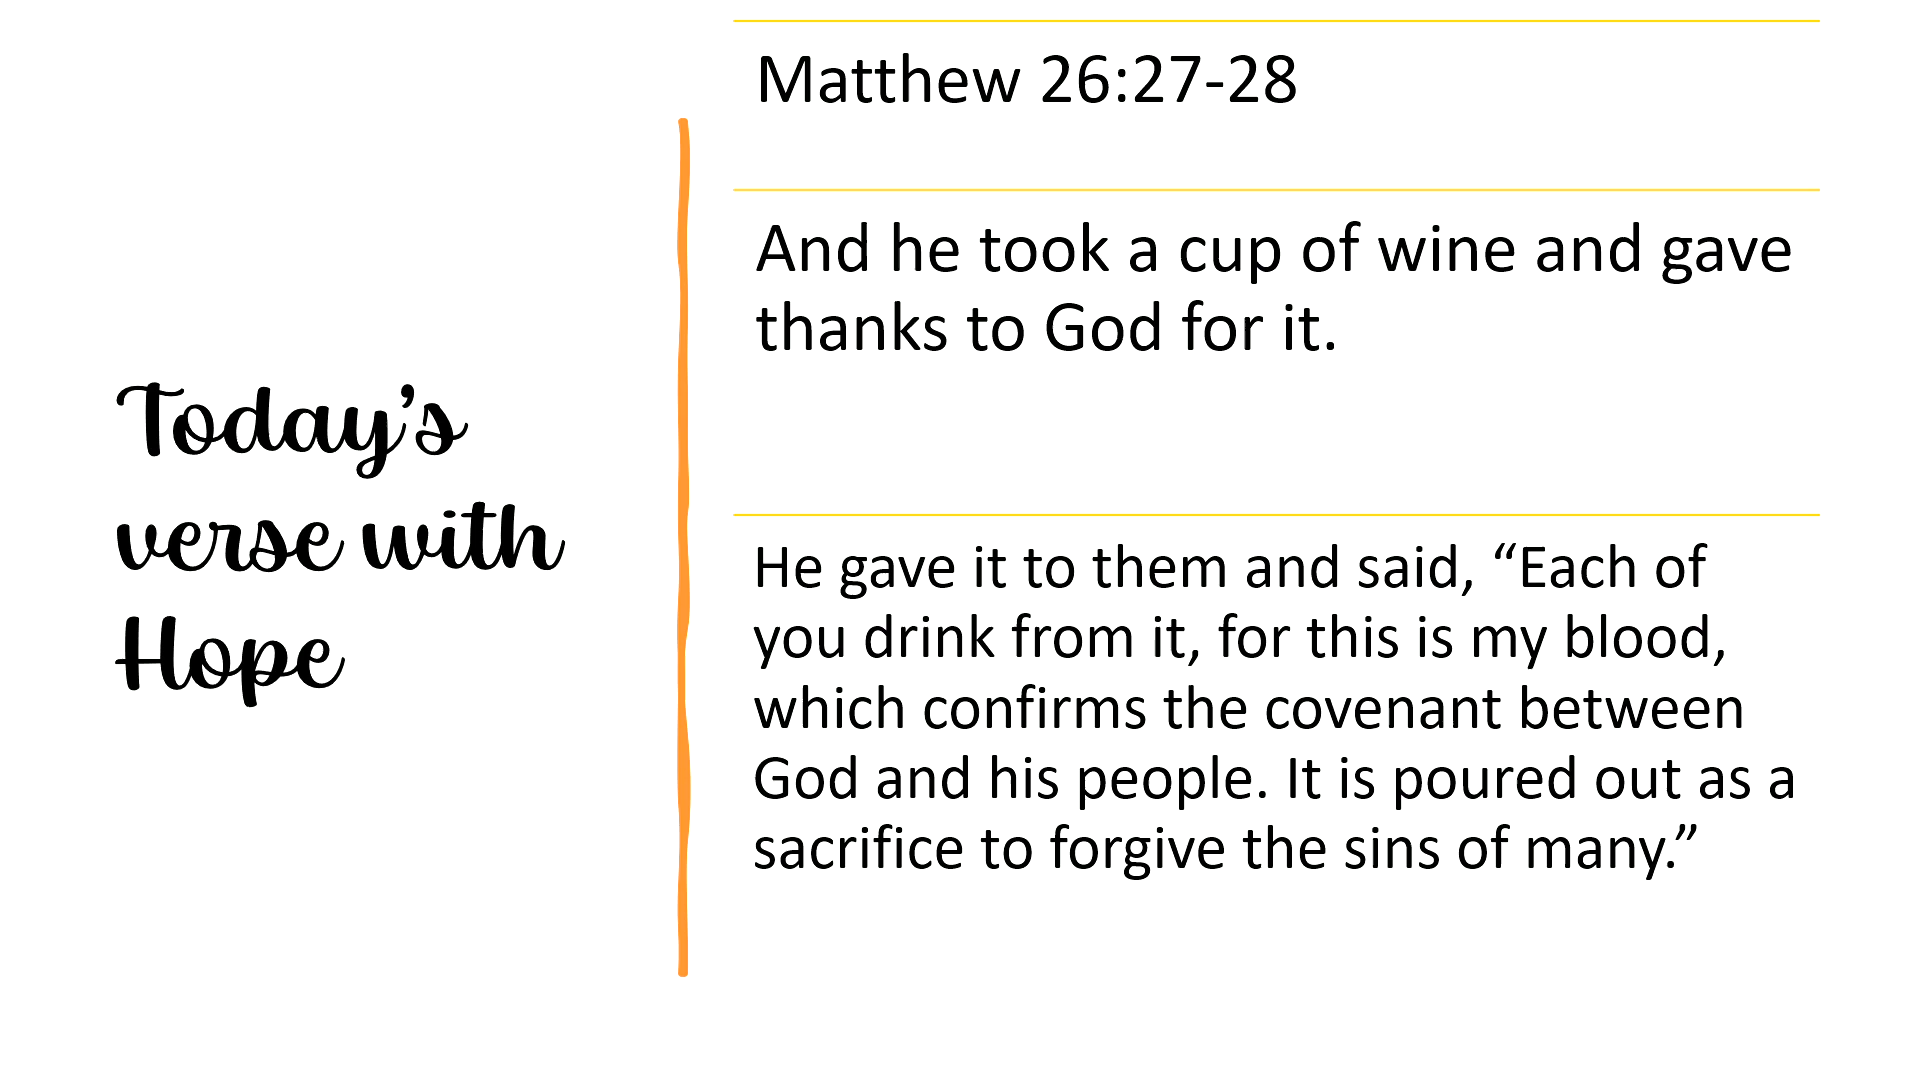 Today’s
verse with
Hope
Matthew 26:27-28
And he took a cup of wine and gave
thanks to God for it.
He gave it to them and said, “Each of
you drink from it, for this is my blood,
which confirms the covenant between
God and his people. It is poured out as a
sacrifice to forgive the sins of many.”